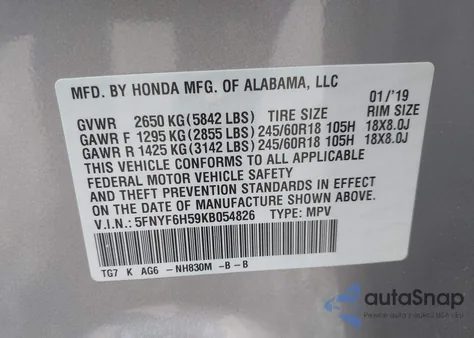 MFD. BY HONDA MFG. OF ALABAMA, LLC
01/'19
GVWR 2650 KG(5842 LBS) TIRE SIZE RIM SIZE
GAWR F 1295 KG(2855 LBS) 245/60R18 105H 18X8.0J
GAWR R 1425 KG(3142 LBS) 245/60R18 105H 18X8.0J
THIS VEHICLE CONFORMS TO ALL APPLICABLE
FEDERAL MOTOR VEHICLE SAFETY
AND THEFT PREVENTION STANDARDS IN EFFECT
ON THE DATE OF MANUFACTURE SHOWN ABOVE.
V.I.N.: 5FNYF6H59KB054826 TYPE: MPV
TG7 K AG6 -NH830M -B -B
autoSnap